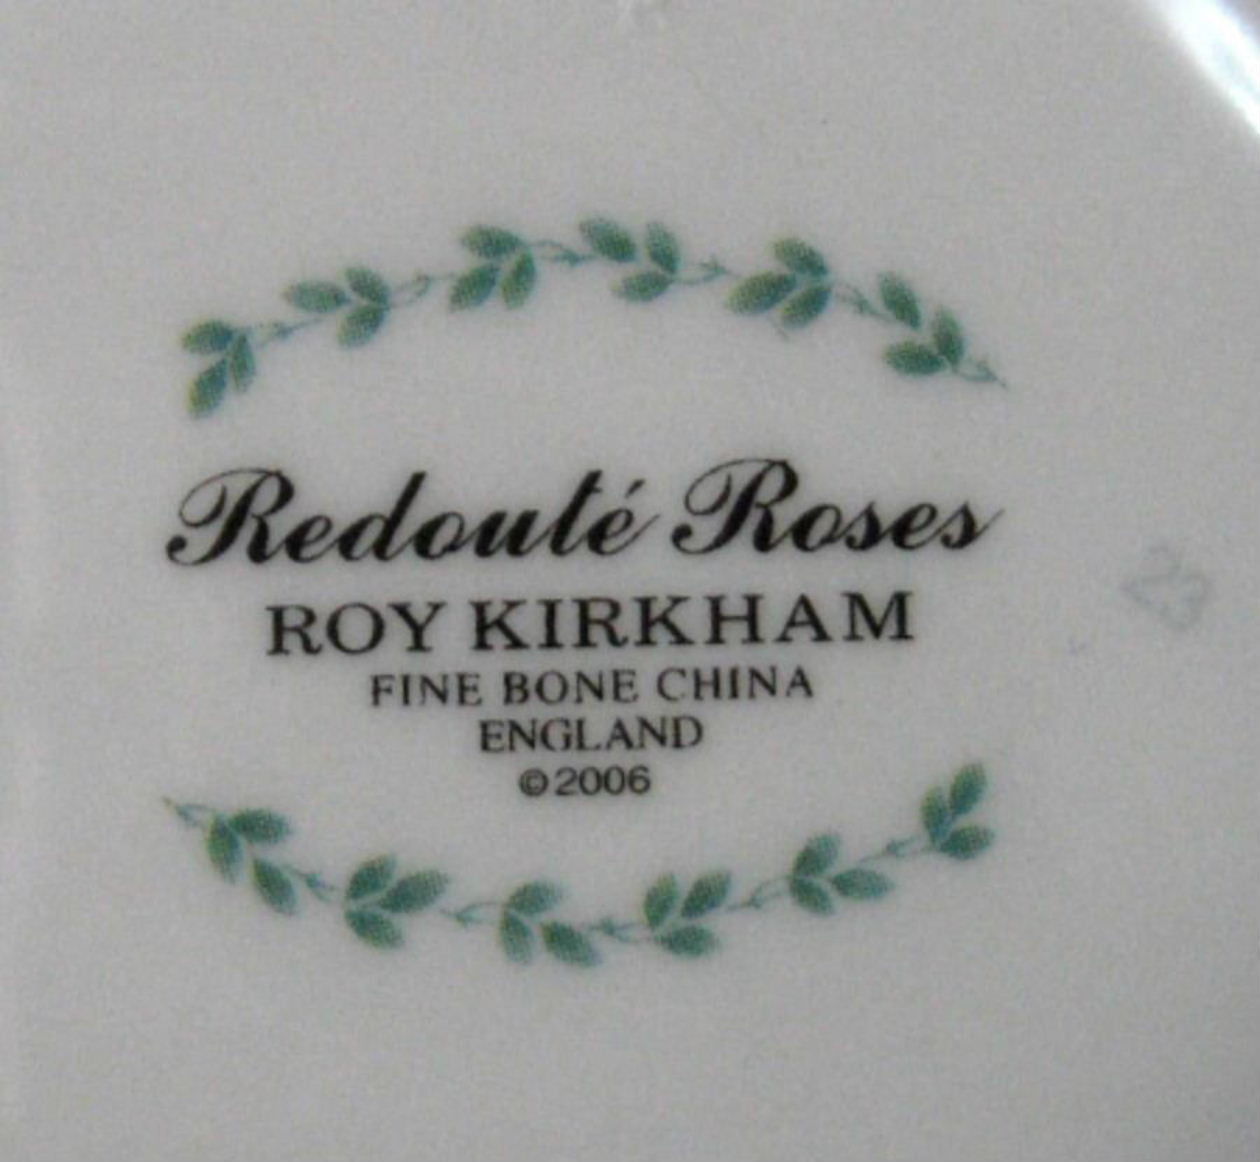 Redouté Roses
ROY KIRKHAM
FINE BONE CHINA
ENGLAND
©2006